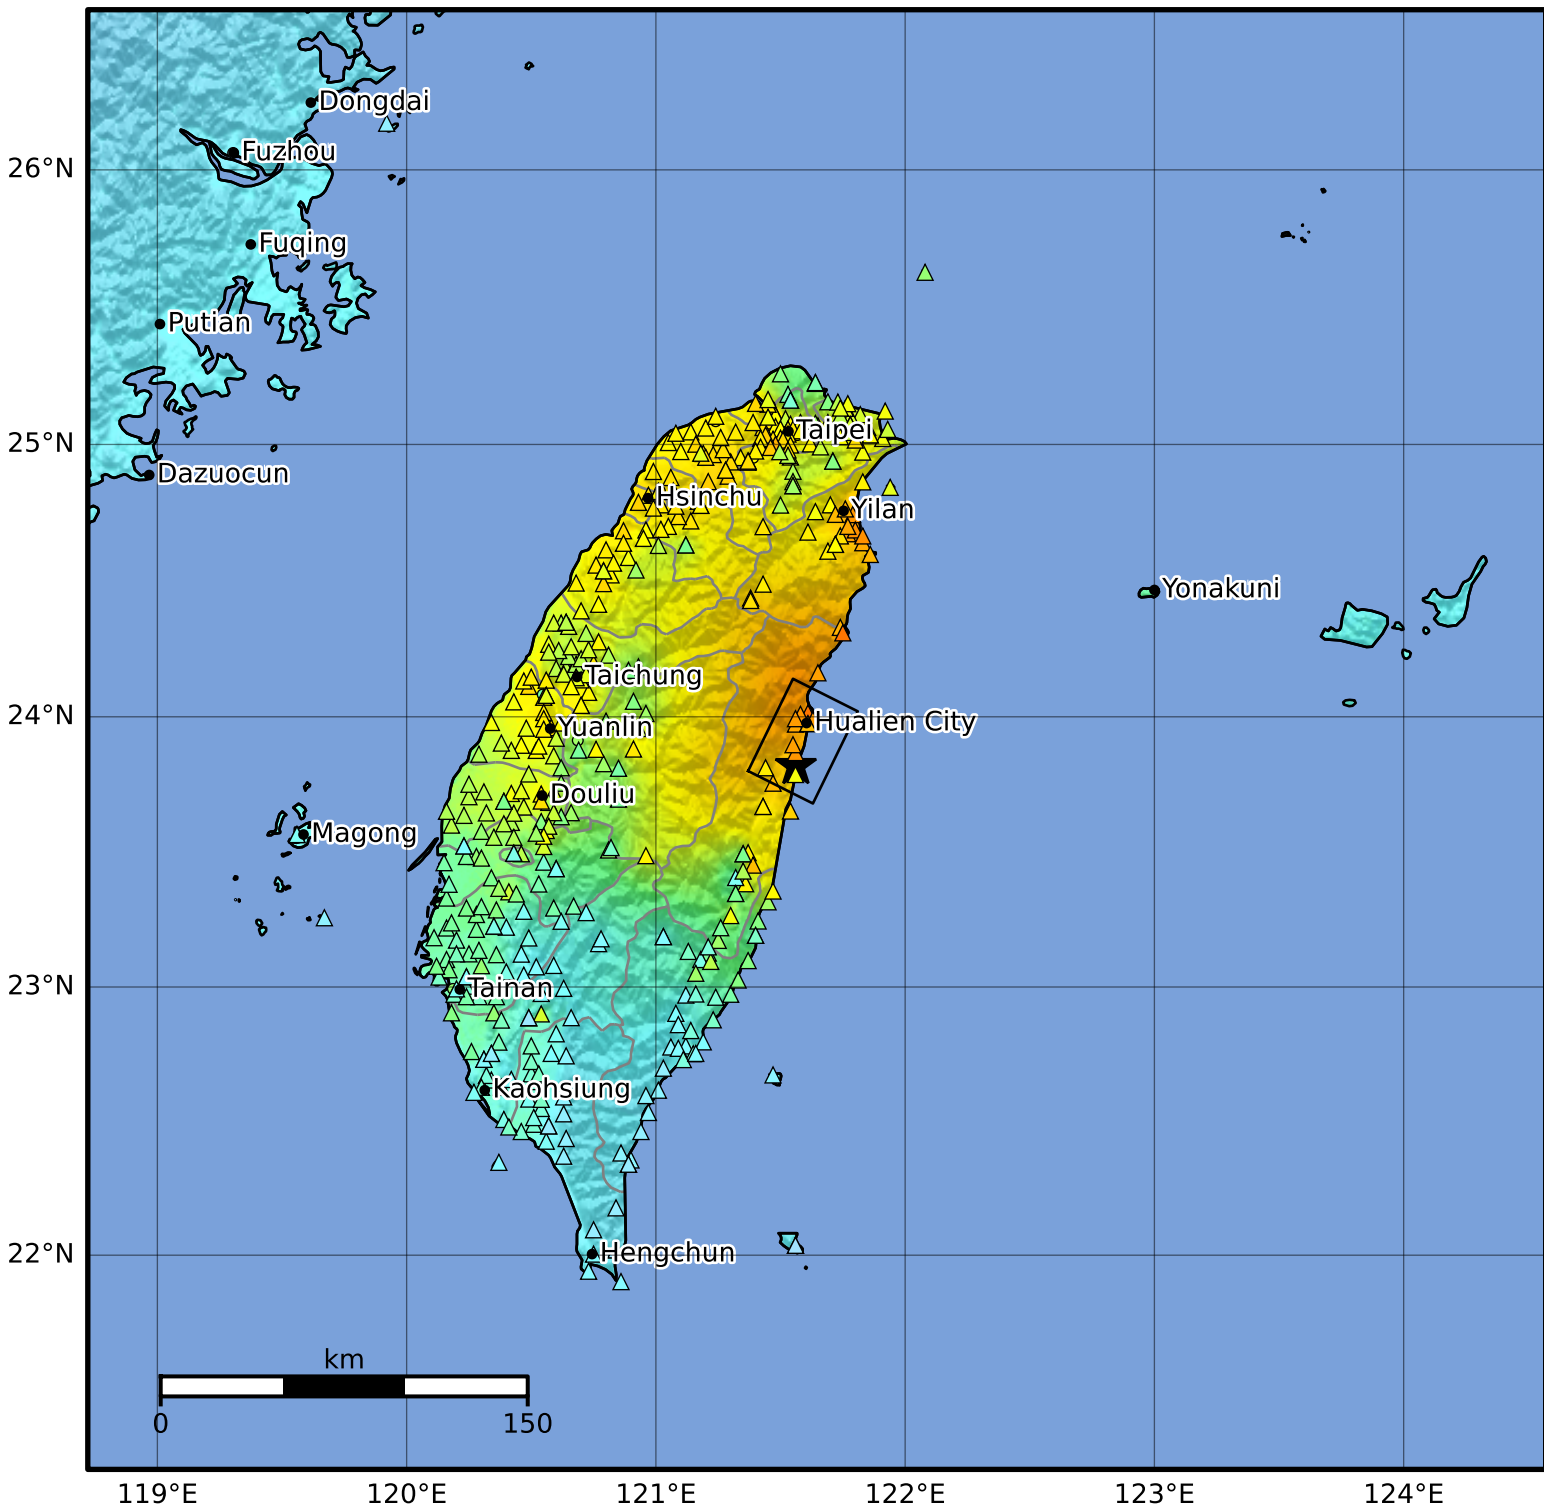 Dongdai
Fuzhou
26°N
Fuqing
Putian
Taipei
25°N
Dazuocun
Hsinchu
Yilan
Yonakuni
Taichung
24°N
Hualien City
Yuanlin
Douliu
Magong
23°N
Tainan
Kaohsiung
22°N
Hengchun
km
0
150
119°E
120°E
121°E
122°E
123°E
124°E